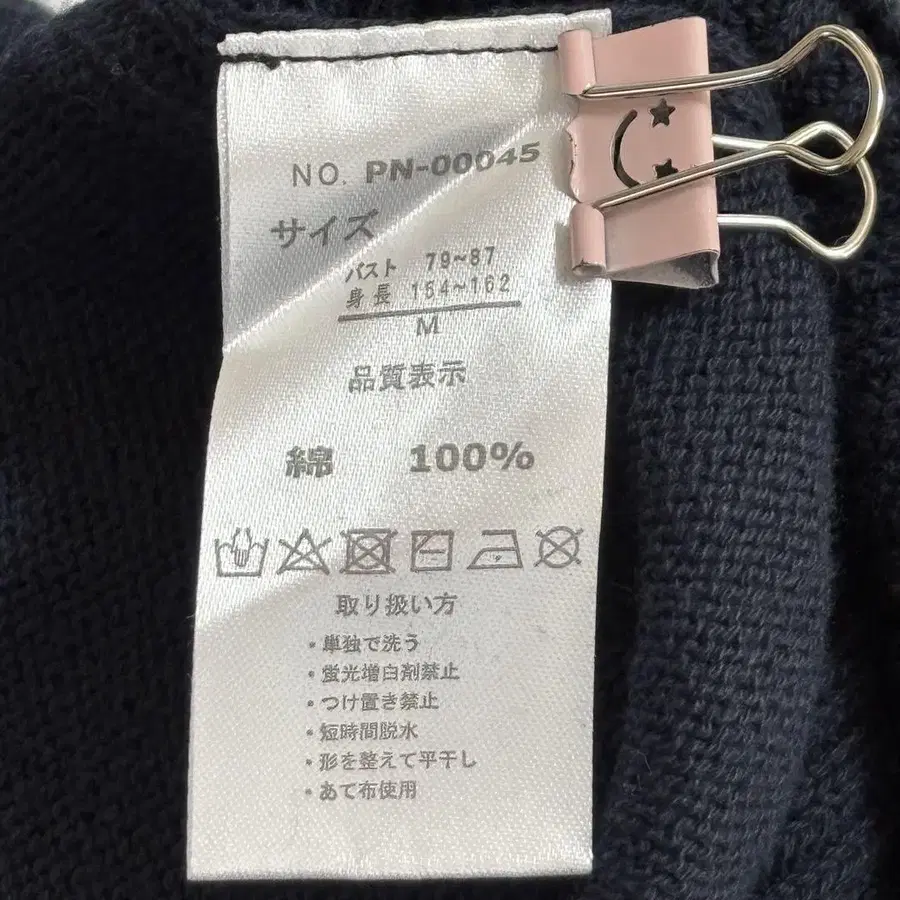 NO. PN-00045
サイズ
バスト 79~87
身長 154~162
M
品質表示
綿 100%
取り扱い方
・単独で洗う
・蛍光増白剤禁止
・つけ置き禁止
・短時間脱水
・形を整えて平干し
・あて布使用